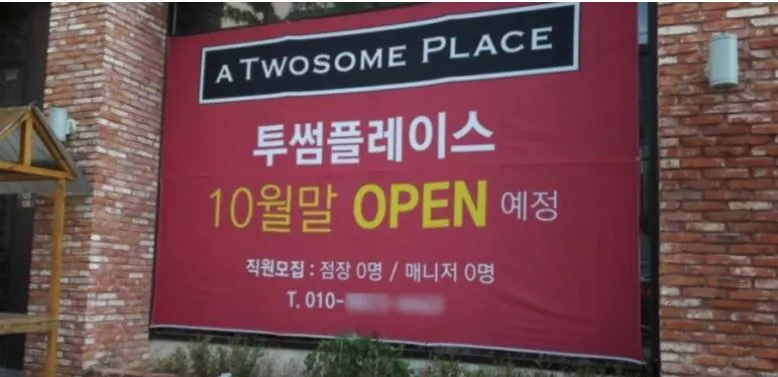 A TWOSOME PLACE
투썸플레이스
10월말 OPEN 예정
직원모집 : 점장 0명 / 매니저 0명
T. 010-